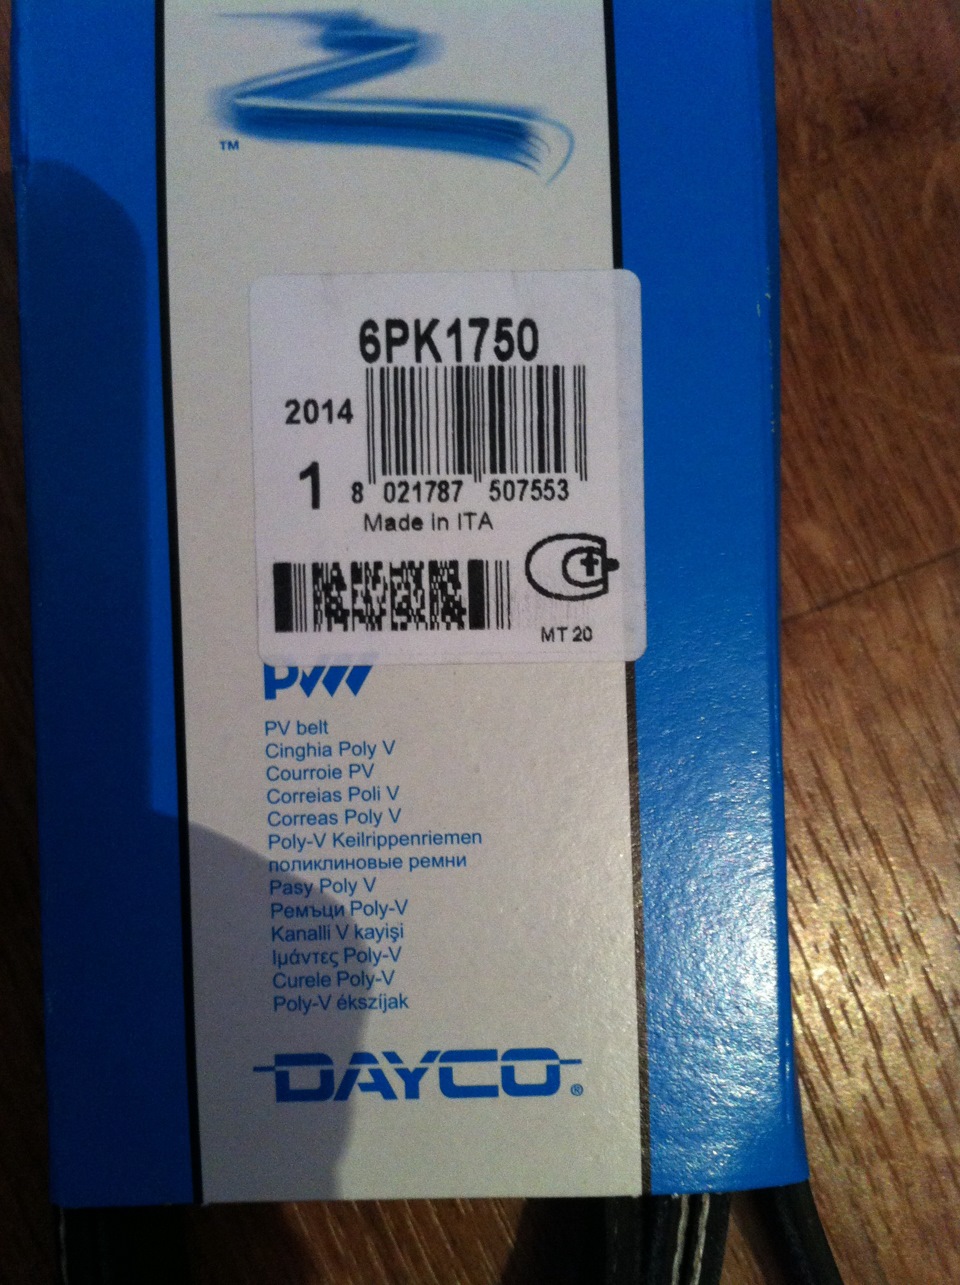 TM
6PK1750
2014
1
8 021787 507553
Made in ITA
MT 20
PV
PV belt
Cinghia Poly V
Courroie PV
Correias Poli V
Correas Poly V
Poly-V Keilrippenriemen
поликлиновые ремни
Pasy Poly V
Ремъци Poly-V
Kanalli V kayişi
Ιμάντες Poly-V
Curele Poly-V
Poly-V ékszíjak
DAYCO®